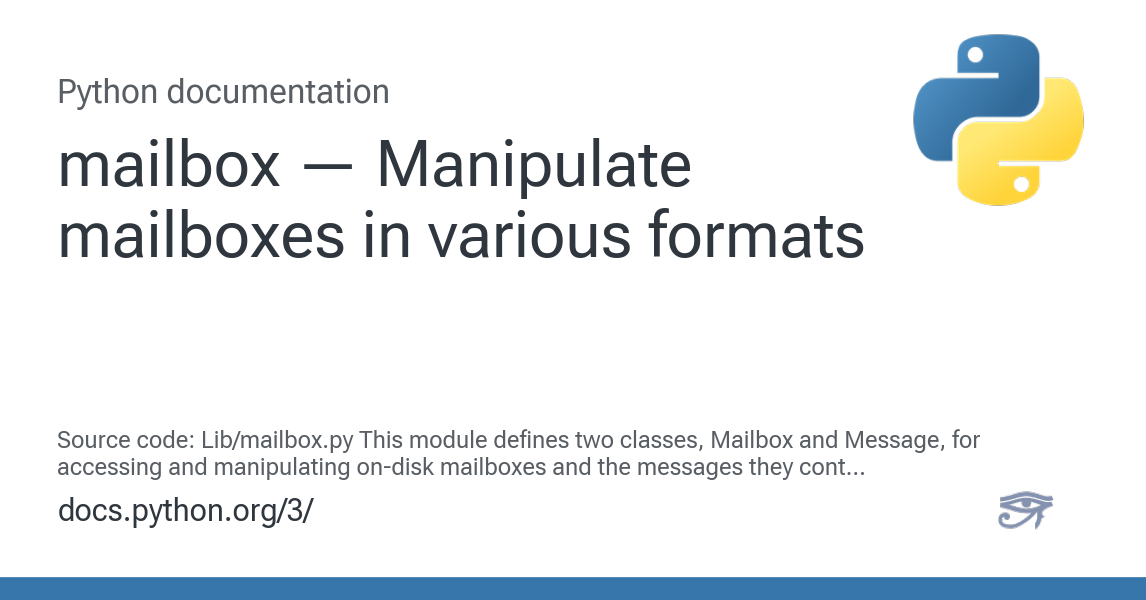 Python documentation
mailbox — Manipulate
mailboxes in various formats
Source code: Lib/mailbox.py This module defines two classes, Mailbox and Message, for
accessing and manipulating on-disk mailboxes and the messages they cont...
docs.python.org/3/